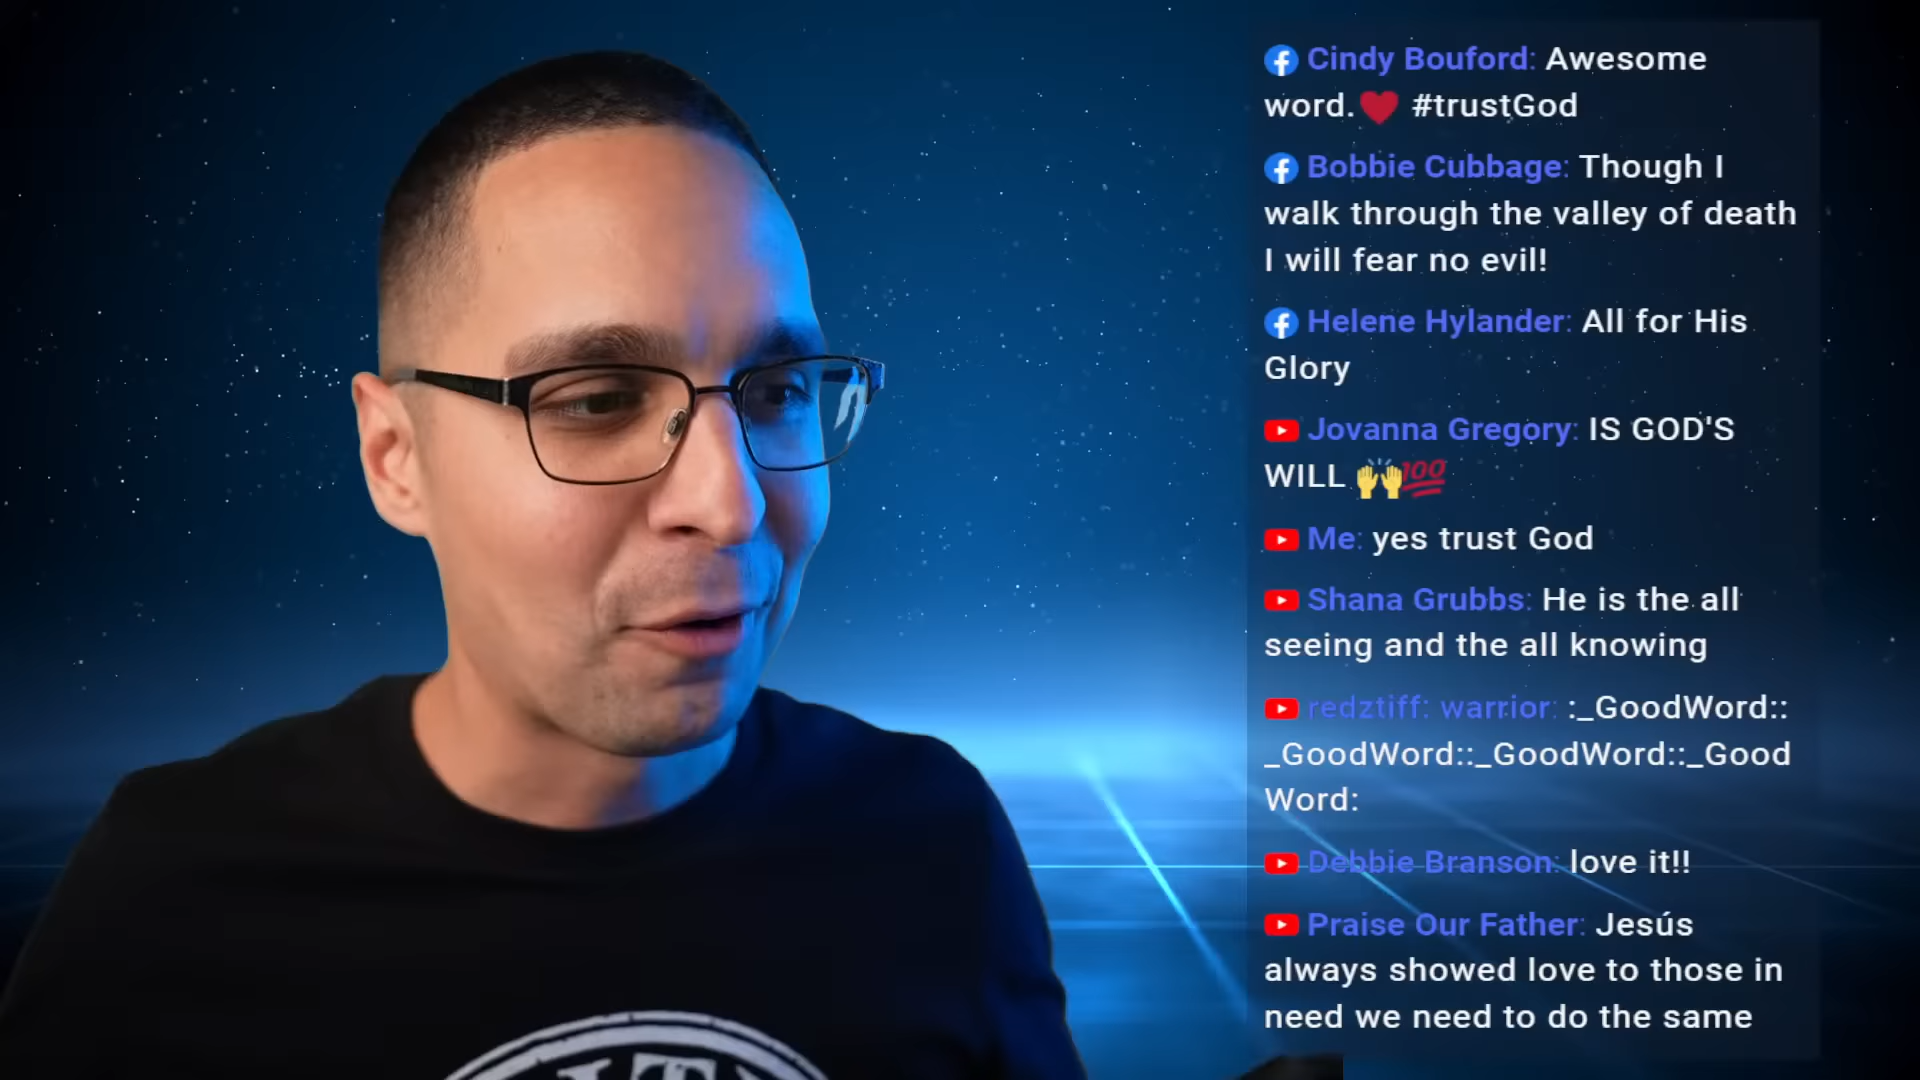 Cindy Bouford: Awesome
word.❤️ #trustGod
Bobbie Cubbage: Though I
walk through the valley of death
I will fear no evil!
Helene Hylander: All for His
Glory
Jovanna Gregory: IS GOD'S
WILL 🙌💯
Me: yes trust God
Shana Grubbs: He is the all
seeing and the all knowing
redztiff: warrior: :_GoodWord::
_GoodWord::_GoodWord::_Good
Word:
Debbie Branson: love it!!
Praise Our Father: Jesús
always showed love to those in
need we need to do the same